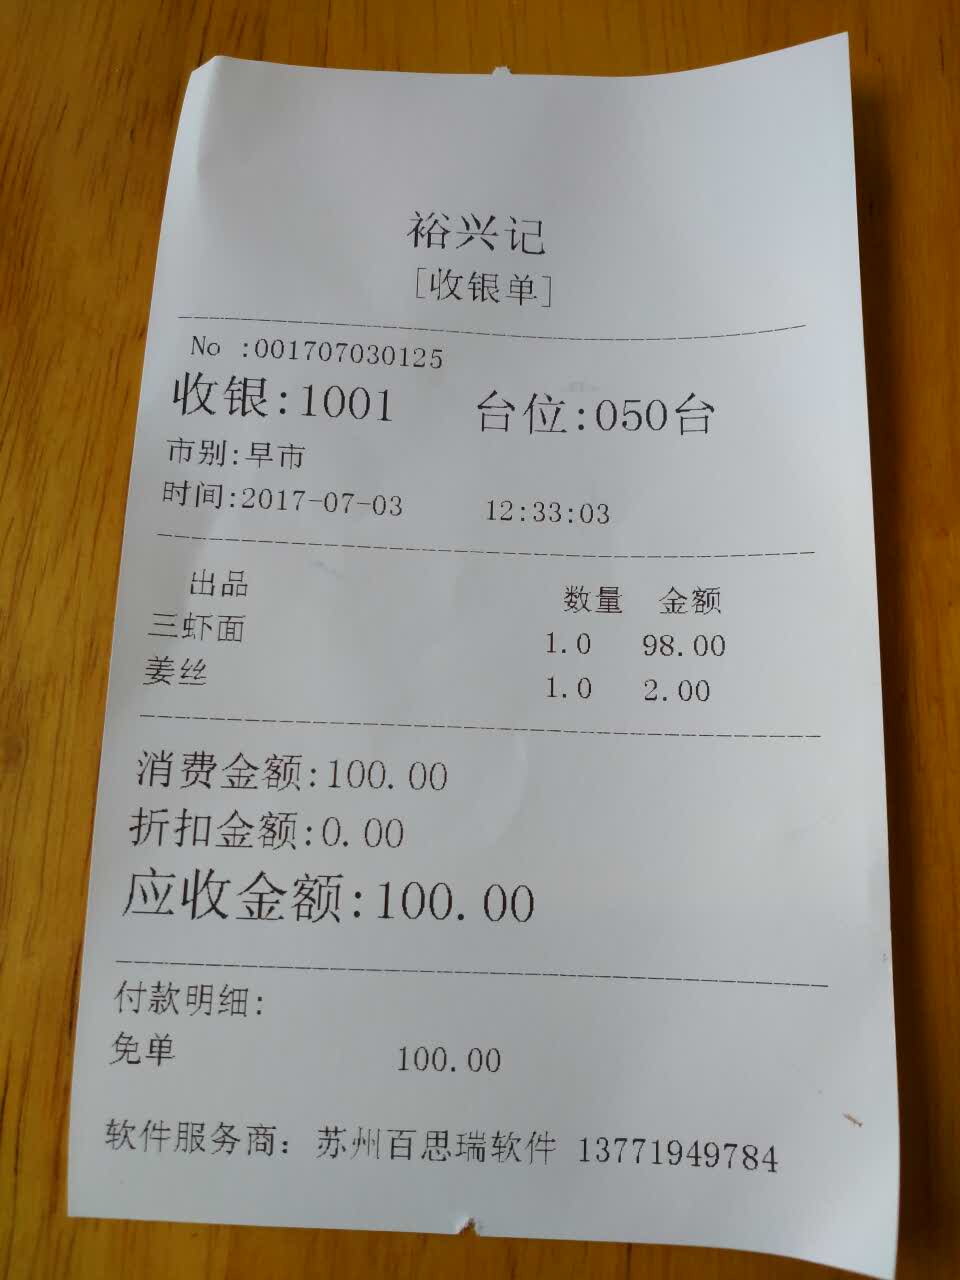 裕兴记
[收银单]
No :001707030125
收银:1001 台位:050台
市别:早市
时间:2017-07-03 12:33:03
出品 数量 金额
三虾面 1.0 98.00
姜丝 1.0 2.00
消费金额:100.00
折扣金额:0.00
应收金额:100.00
付款明细:
免单 100.00
软件服务商: 苏州百思瑞软件 13771949784